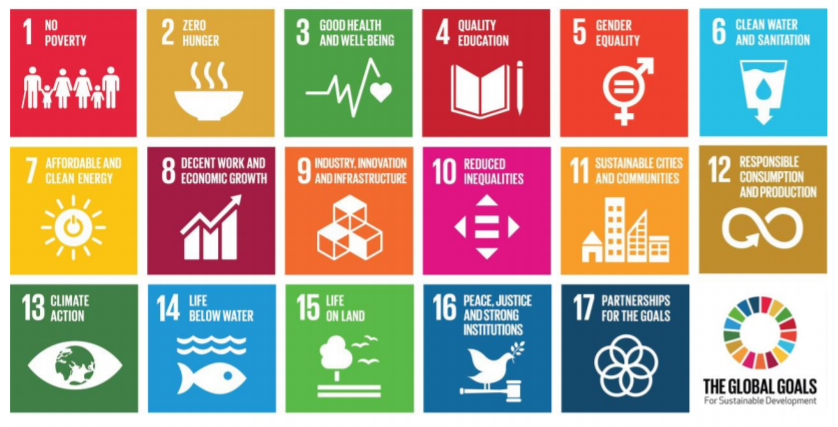 1 NO
POVERTY
2 ZERO
HUNGER
3 GOOD HEALTH
AND WELL-BEING
4 QUALITY
EDUCATION
5 GENDER
EQUALITY
6 CLEAN WATER
AND SANITATION
7 AFFORDABLE AND
CLEAN ENERGY
8 DECENT WORK AND
ECONOMIC GROWTH
9 INDUSTRY, INNOVATION
AND INFRASTRUCTURE
10 REDUCED
INEQUALITIES
11 SUSTAINABLE CITIES
AND COMMUNITIES
12 RESPONSIBLE
CONSUMPTION
AND PRODUCTION
13 CLIMATE
ACTION
14 LIFE
BELOW WATER
15 LIFE
ON LAND
16 PEACE, JUSTICE
AND STRONG
INSTITUTIONS
17 PARTNERSHIPS
FOR THE GOALS
THE GLOBAL GOALS
For Sustainable Development